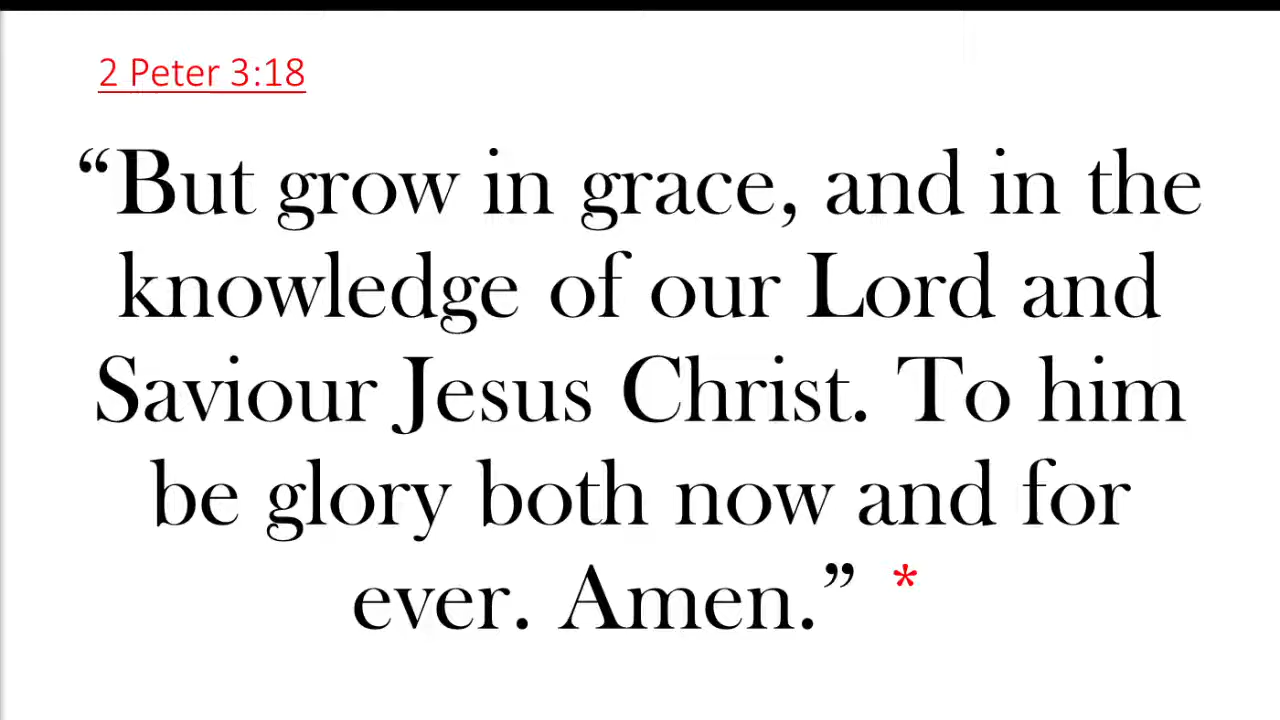 2 Peter 3:18
“But grow in grace, and in the
knowledge of our Lord and
Saviour Jesus Christ. To him
be glory both now and for
ever. Amen.” *